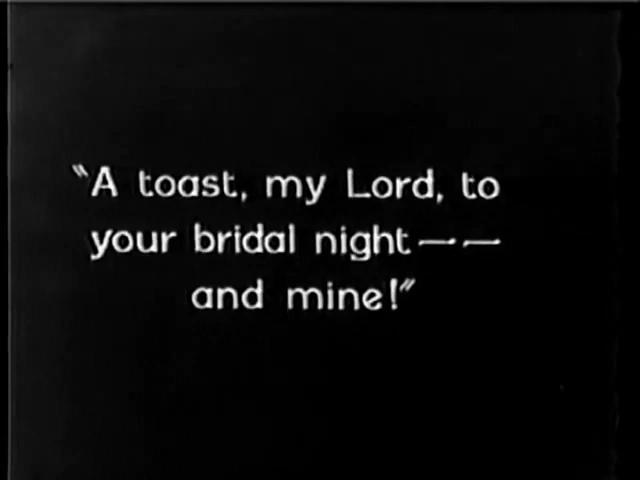 "A toast, my Lord, to
your bridal night——
and mine!"